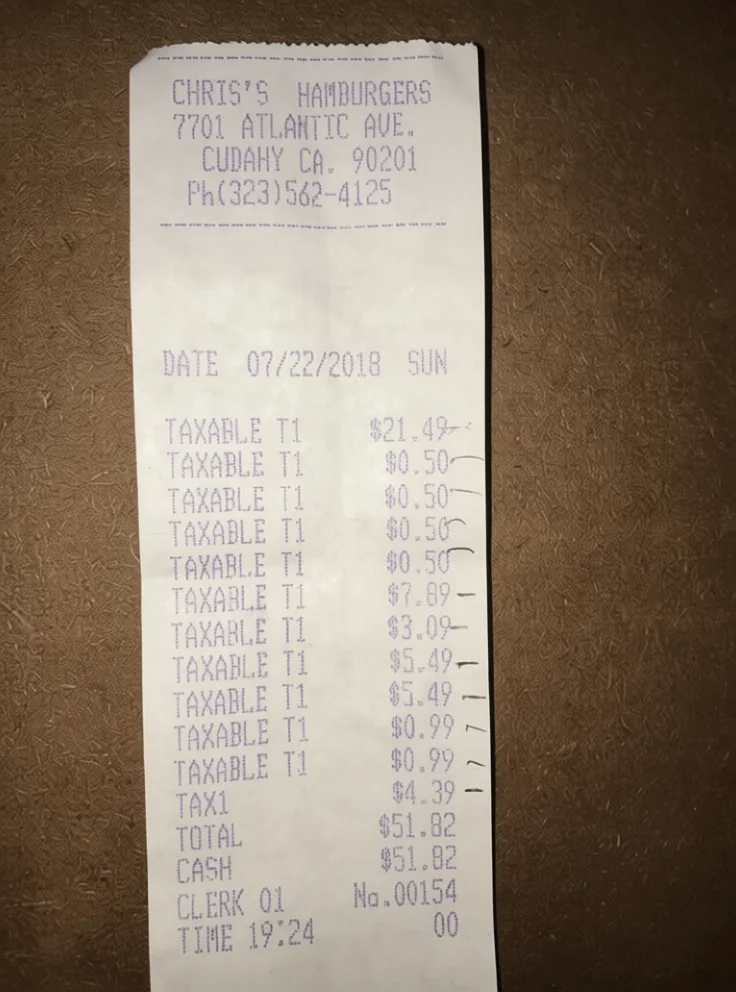 CHRIS'S HAMBURGERS
7701 ATLANTIC AVE.
CUDAHY CA. 90201
Ph(323)562-4125
DATE 07/22/2018 SUN
TAXABLE T1 $21.49
TAXABLE T1 $0.50
TAXABLE T1 $0.50
TAXABLE T1 $0.50
TAXABLE T1 $0.50
TAXABLE T1 $7.89
TAXABLE T1 $3.09
TAXABLE T1 $5.49
TAXABLE T1 $5.49
TAXABLE T1 $0.99
TAXABLE T1 $0.99
TAX1 $4.39
TOTAL $51.82
CASH $51.82
CLERK 01 No.00154
TIME 19:24 00